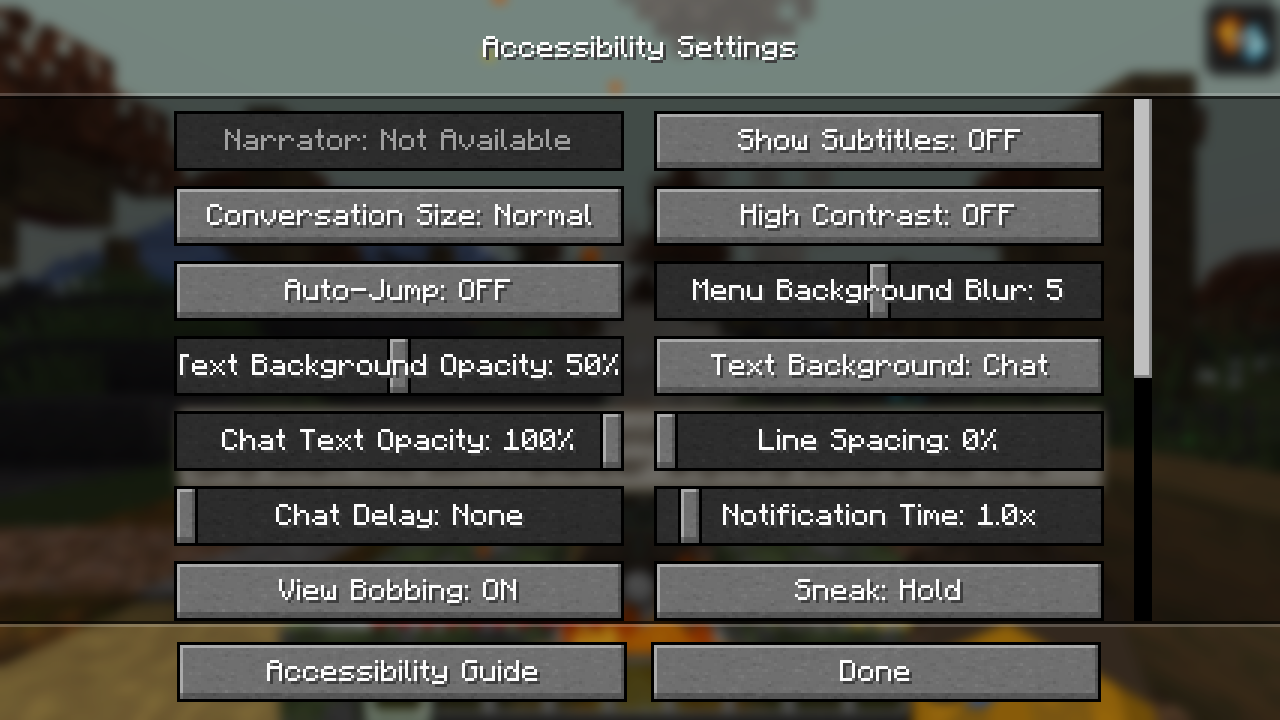 Accessibility Settings
Narrator: Not Available
Show Subtitles: OFF
Conversation Size: Normal
High Contrast: OFF
Auto-Jump: OFF
Menu Background Blur: 5
Text Background Opacity: 50%
Text Background: Chat
Chat Text Opacity: 100%
Line Spacing: 0%
Chat Delay: None
Notification Time: 1.0x
View Bobbing: ON
Sneak: Hold
Accessibility Guide
Done